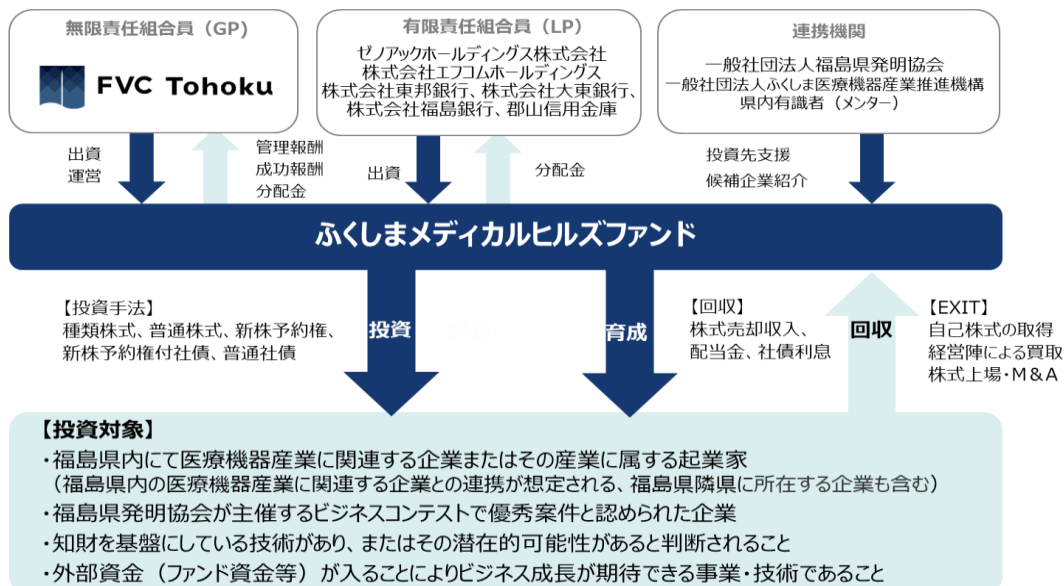 無限責任組合員（GP）
FVC Tohoku
有限責任組合員（LP）
ゼノアックホールディングス株式会社
株式会社エフコムホールディングス
株式会社東邦銀行、株式会社大東銀行、
株式会社福島銀行、郡山信用金庫
連携機関
一般社団法人福島県発明協会
一般社団法人ふくしま医療機器産業推進機構
県内有識者（メンター）
出資
運営
管理報酬
成功報酬
分配金
出資
分配金
投資先支援
候補企業紹介
ふくしまメディカルヒルズファンド
【投資手法】
種類株式、普通株式、新株予約権、
新株予約権付社債、普通社債
投資
育成
【回収】
株式売却収入、
配当金、社債利息
回収
【EXIT】
自己株式の取得
経営陣による買取
株式上場・M＆A
【投資対象】
・福島県内にて医療機器産業に関連する企業またはその産業に属する起業家
（福島県内の医療機器産業に関連する企業との連携が想定される、福島県隣県に所在する企業も含む）
・福島県発明協会が主催するビジネスコンテストで優秀案件と認められた企業
・知財を基盤にしている技術があり、またはその潜在的可能性があると判断されること
・外部資金（ファンド資金等）が入ることによりビジネス成長が期待できる事業・技術であること